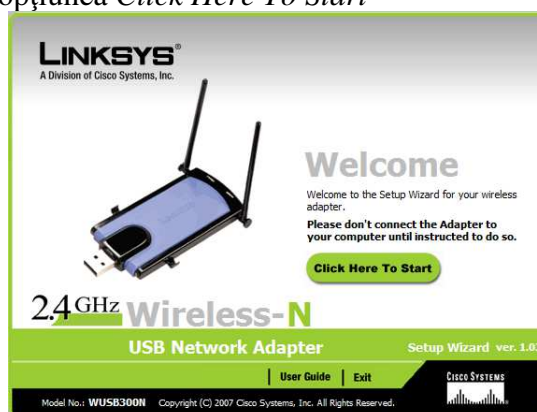 opţiunea Click Here To Start
LINKSYS®
A Division of Cisco Systems, Inc.
Welcome
Welcome to the Setup Wizard for your wireless
adapter.
Please don't connect the Adapter to
your computer until instructed to do so.
Click Here To Start
2.4 GHz Wireless-N
USB Network Adapter
Setup Wizard ver. 1.0
User Guide
Exit
CISCO SYSTEMS
Model No.: WUSB300N Copyright (C) 2007 Cisco Systems, Inc. All Rights Reserved.